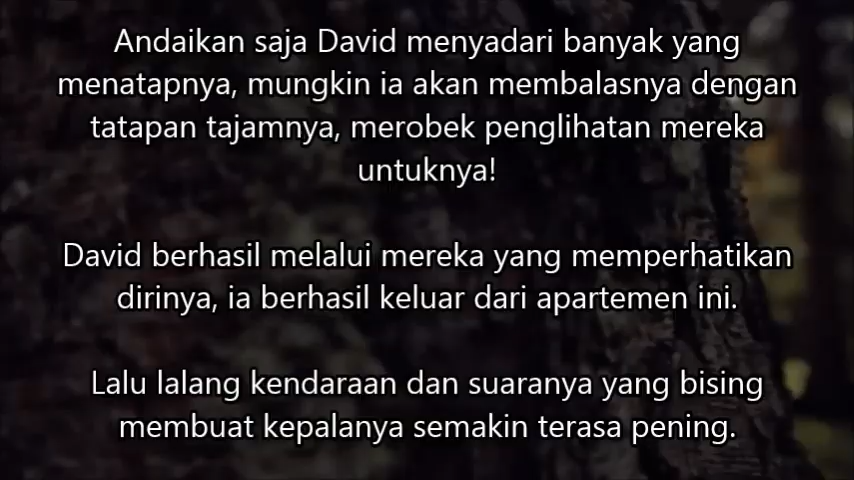 Andaikan saja David menyadari banyak yang
menatapnya, mungkin ia akan membalasnya dengan
tatapan tajamnya, merobek penglihatan mereka
untuknya!
David berhasil melalui mereka yang memperhatikan
dirinya, ia berhasil keluar dari apartemen ini.
Lalu lalang kendaraan dan suaranya yang bising
membuat kepalanya semakin terasa pening.